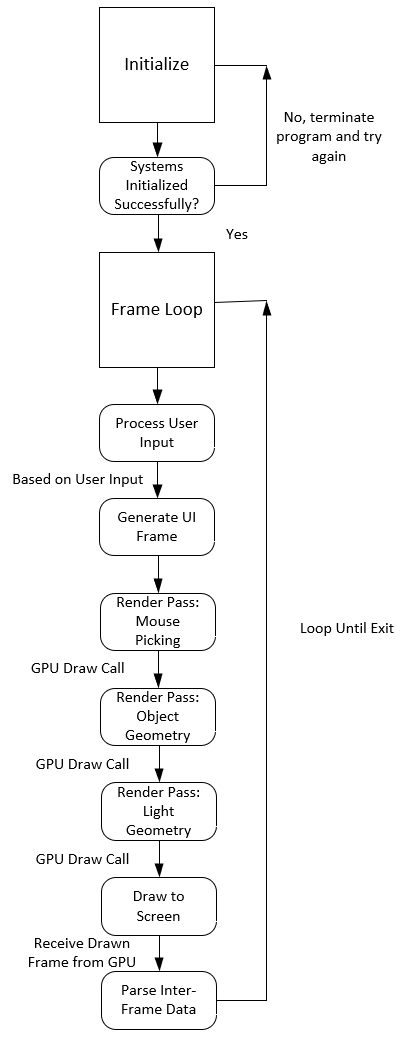 Initialize
No, terminate
program and try
again
Systems
Initialized
Successfully?
Yes
Frame Loop
Process User
Input
Based on User Input
Generate UI
Frame
Render Pass:
Mouse
Picking
Loop Until Exit
GPU Draw Call
Render Pass:
Object
Geometry
GPU Draw Call
Render Pass:
Light
Geometry
GPU Draw Call
Draw to
Screen
Receive Drawn
Frame from GPU
Parse Inter-
Frame Data